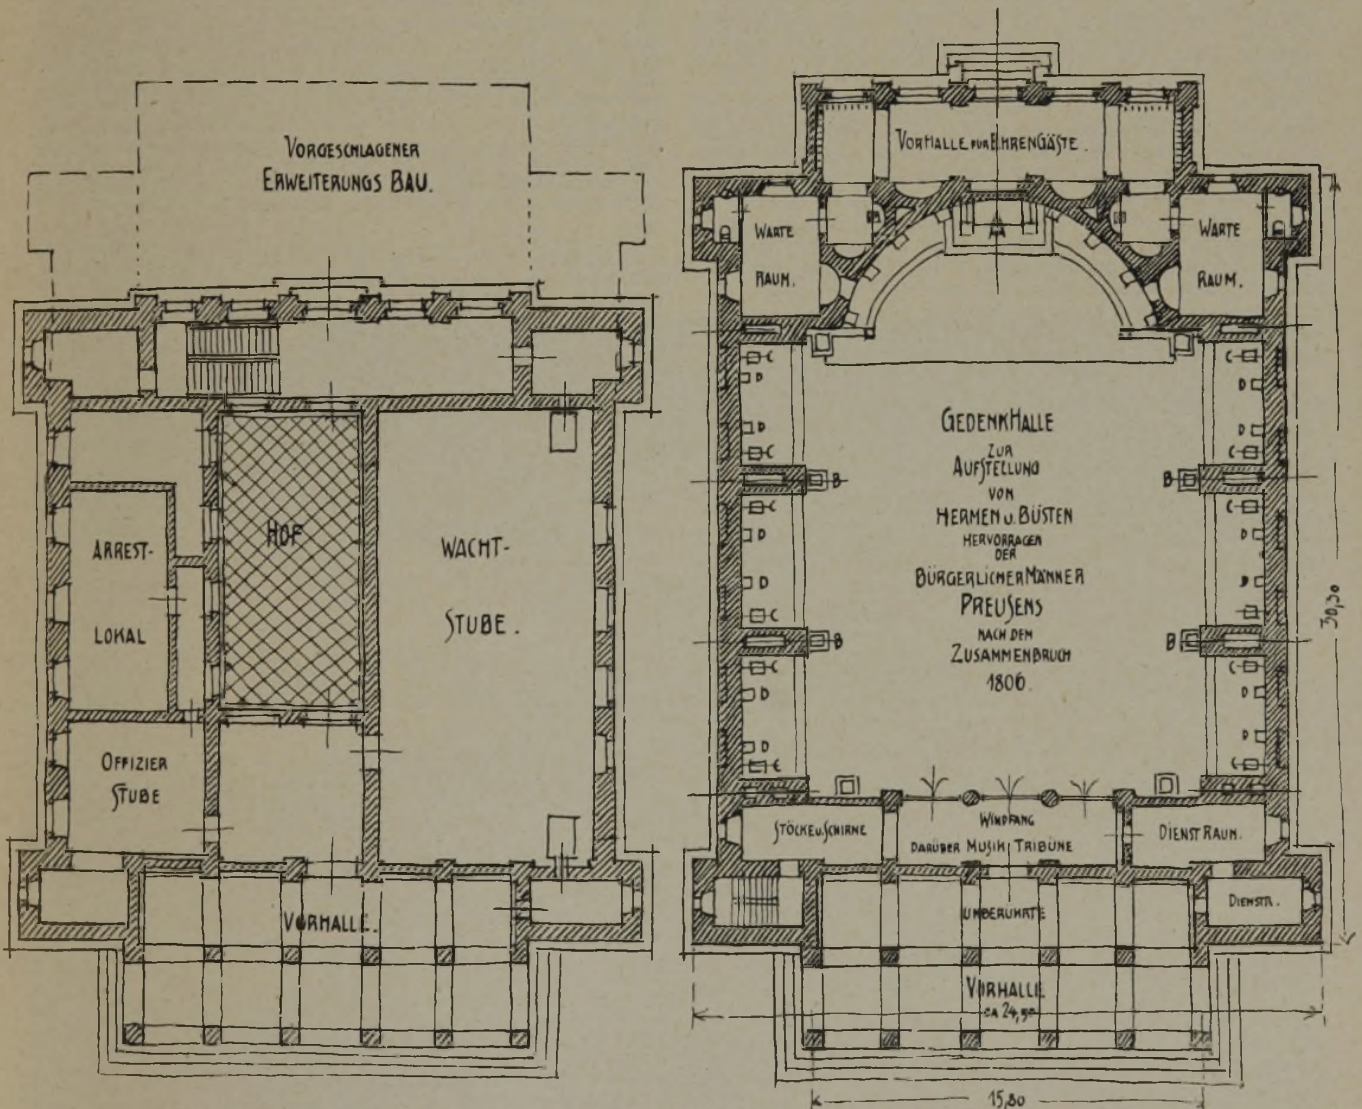 VORGESCHLAGENER
ERWEITERUNGS BAU.
HOF
ARREST-
LOKAL
WACHT-
STUBE.
OFFIZIER
STUBE
VORHALLE.
VORHALLE FÜR EHRENGÄSTE.
WARTE
RAUM.
WARTE
RAUM.
GEDENKHALLE
ZUR
AUFSTELLUNG
VON
HERMEN U. BÜSTEN
HERVORRAGEN
DER
BÜRGERLICHER MÄNNER
PREUSENS
NACH DEM
ZUSAMMENBRUCH
1806.
C
D
D
C
B
C
D
D
C
B
C
D
D
C
C
D
D
C
B
C
D
D
C
B
C
D
D
C
30,30
STÖCKE U. SCHIRME
WINDFANG
DARÜBER MUSIK TRIBÜNE
DIENST RAUM.
UNBERÜHRTE
DIENSTR.
VORHALLE
CA 24,50
15,80